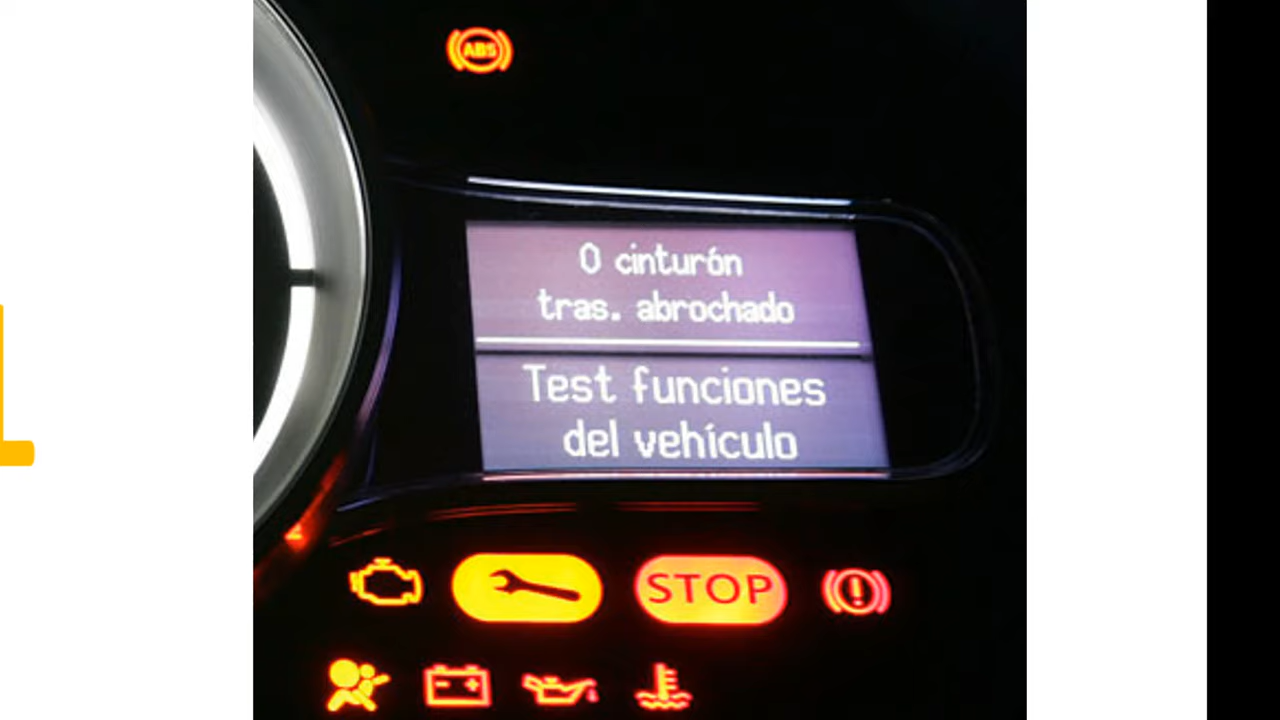 ABS
0 cinturón
tras. abrochado
Test funciones
del vehículo
STOP